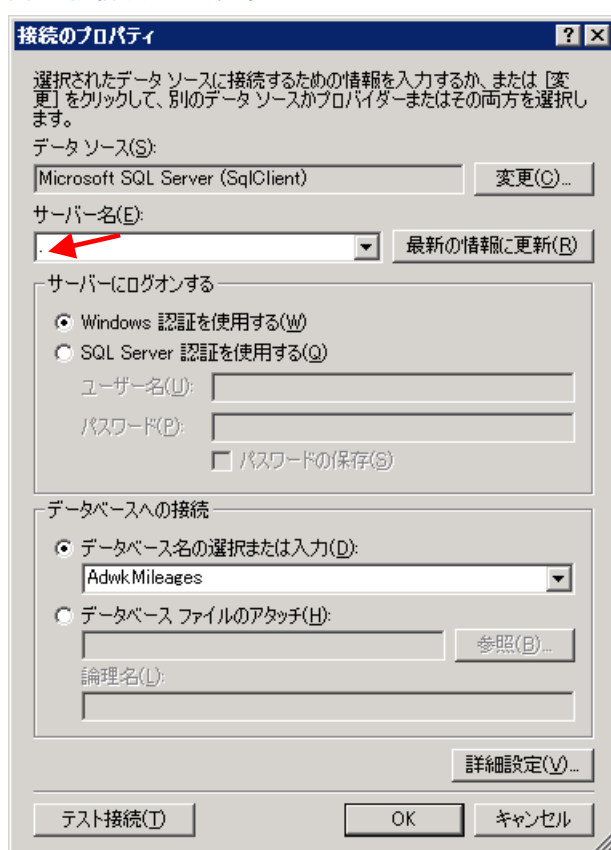 接続のプロパティ
選択されたデータ ソースに接続するための情報を入力するか、または [変
更] をクリックして、別のデータ ソースかプロバイダーまたはその両方を選択し
ます。
データ ソース(S):
Microsoft SQL Server (SqlClient)
変更(C)...
サーバー名(E):
.
最新の情報に更新(R)
サーバーにログオンする
Windows 認証を使用する(W)
SQL Server 認証を使用する(Q)
ユーザー名(U):
パスワード(P):
パスワードの保存(S)
データベースへの接続
データベース名の選択または入力(D):
AdwkMileages
データベース ファイルのアタッチ(H):
参照(B)...
論理名(L):
詳細設定(V)...
テスト接続(T)
OK
キャンセル